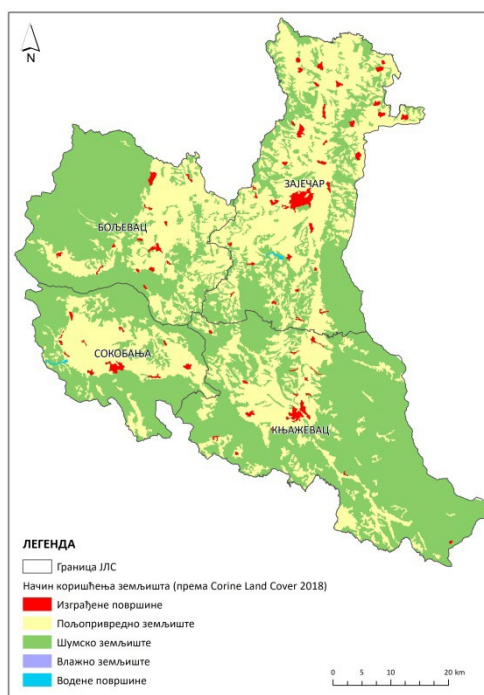 N
ЗАЈЕЧАР
БОЉЕВАЦ
СОКОБАЊА
КЊАЖЕВАЦ
ЛЕГЕНДА
Граница ЈЛС
Начин коришћења земљишта (према Corine Land Cover 2018)
Изграђене површине
Пољопривредно земљиште
Шумско земљиште
Влажно земљиште
Водене површине
0 5 10 20 km